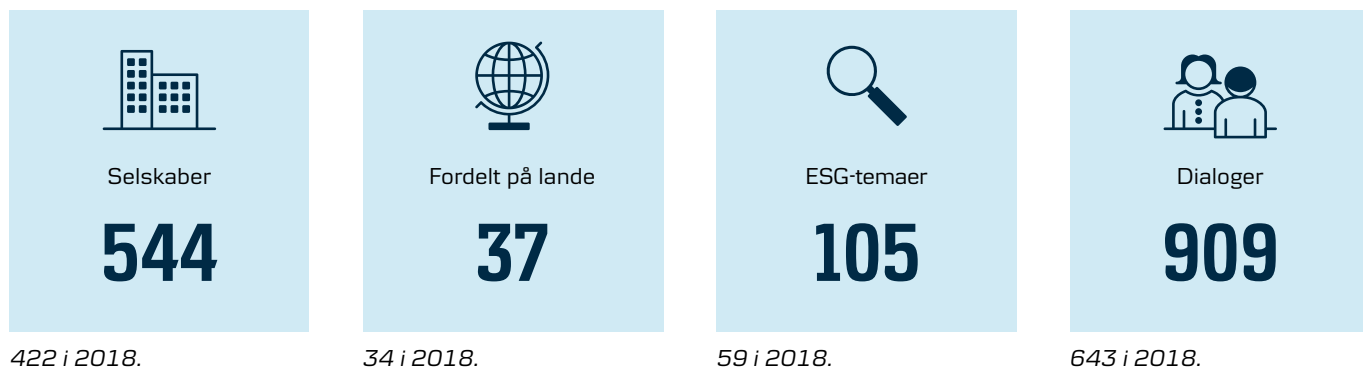 Selskaber
544
422 i 2018.
Fordelt på lande
37
34 i 2018.
ESG-temaer
105
59 i 2018.
Dialoger
909
643 i 2018.